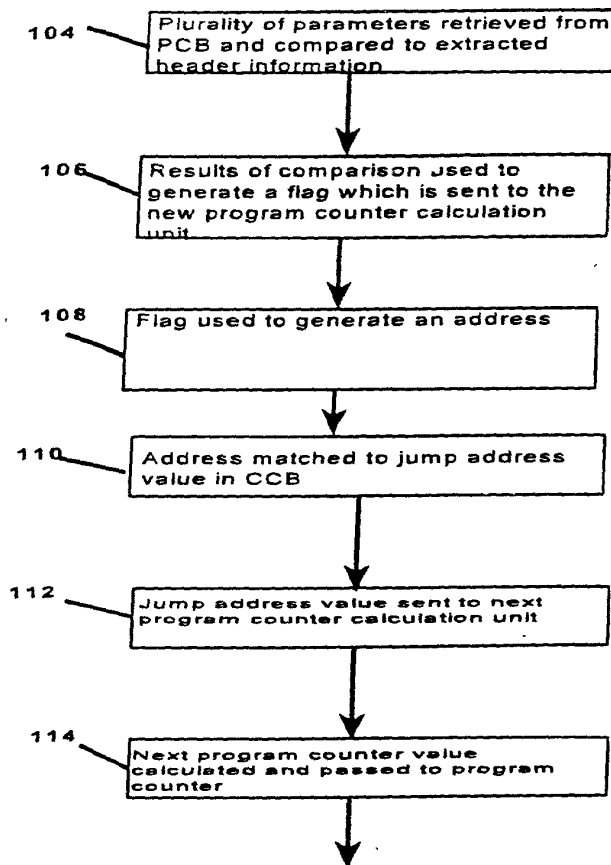 104
Plurality of parameters retrieved from
PCB and compared to extracted
header information
106
Results of comparison used to
generate a flag which is sent to the
new program counter calculation
unit.
108
Flag used to generate an address
110
Address matched to jump address
value in CCB
112
Jump address value sent to next
program counter calculation unit
114
Next program counter value
calculated and passed to program
counter